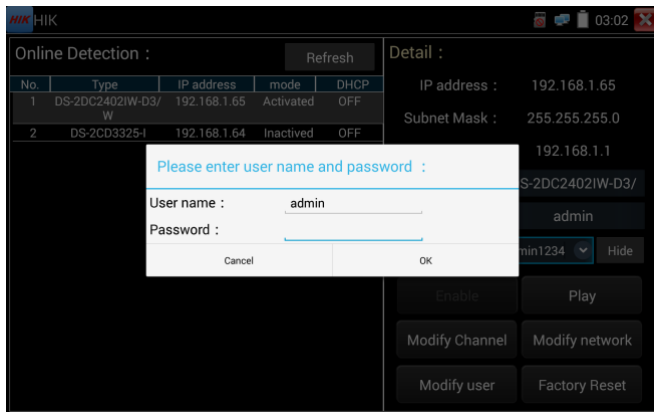 HIK HIK 03:02
Online Detection : Refresh
No. Type IP address mode DHCP
1 DS-2DC2402IW-D3/W 192.168.1.65 Activated OFF
2 DS-2CD3325-I 192.168.1.64 Inactived OFF
Detail :
IP address : 192.168.1.65
Subnet Mask : 255.255.255.0
192.168.1.1
S-2DC2402IW-D3/
admin
min1234 Hide
Enable Play
Modify Channel Modify network
Modify user Factory Reset
Please enter user name and password :
User name : admin
Password :
Cancel OK